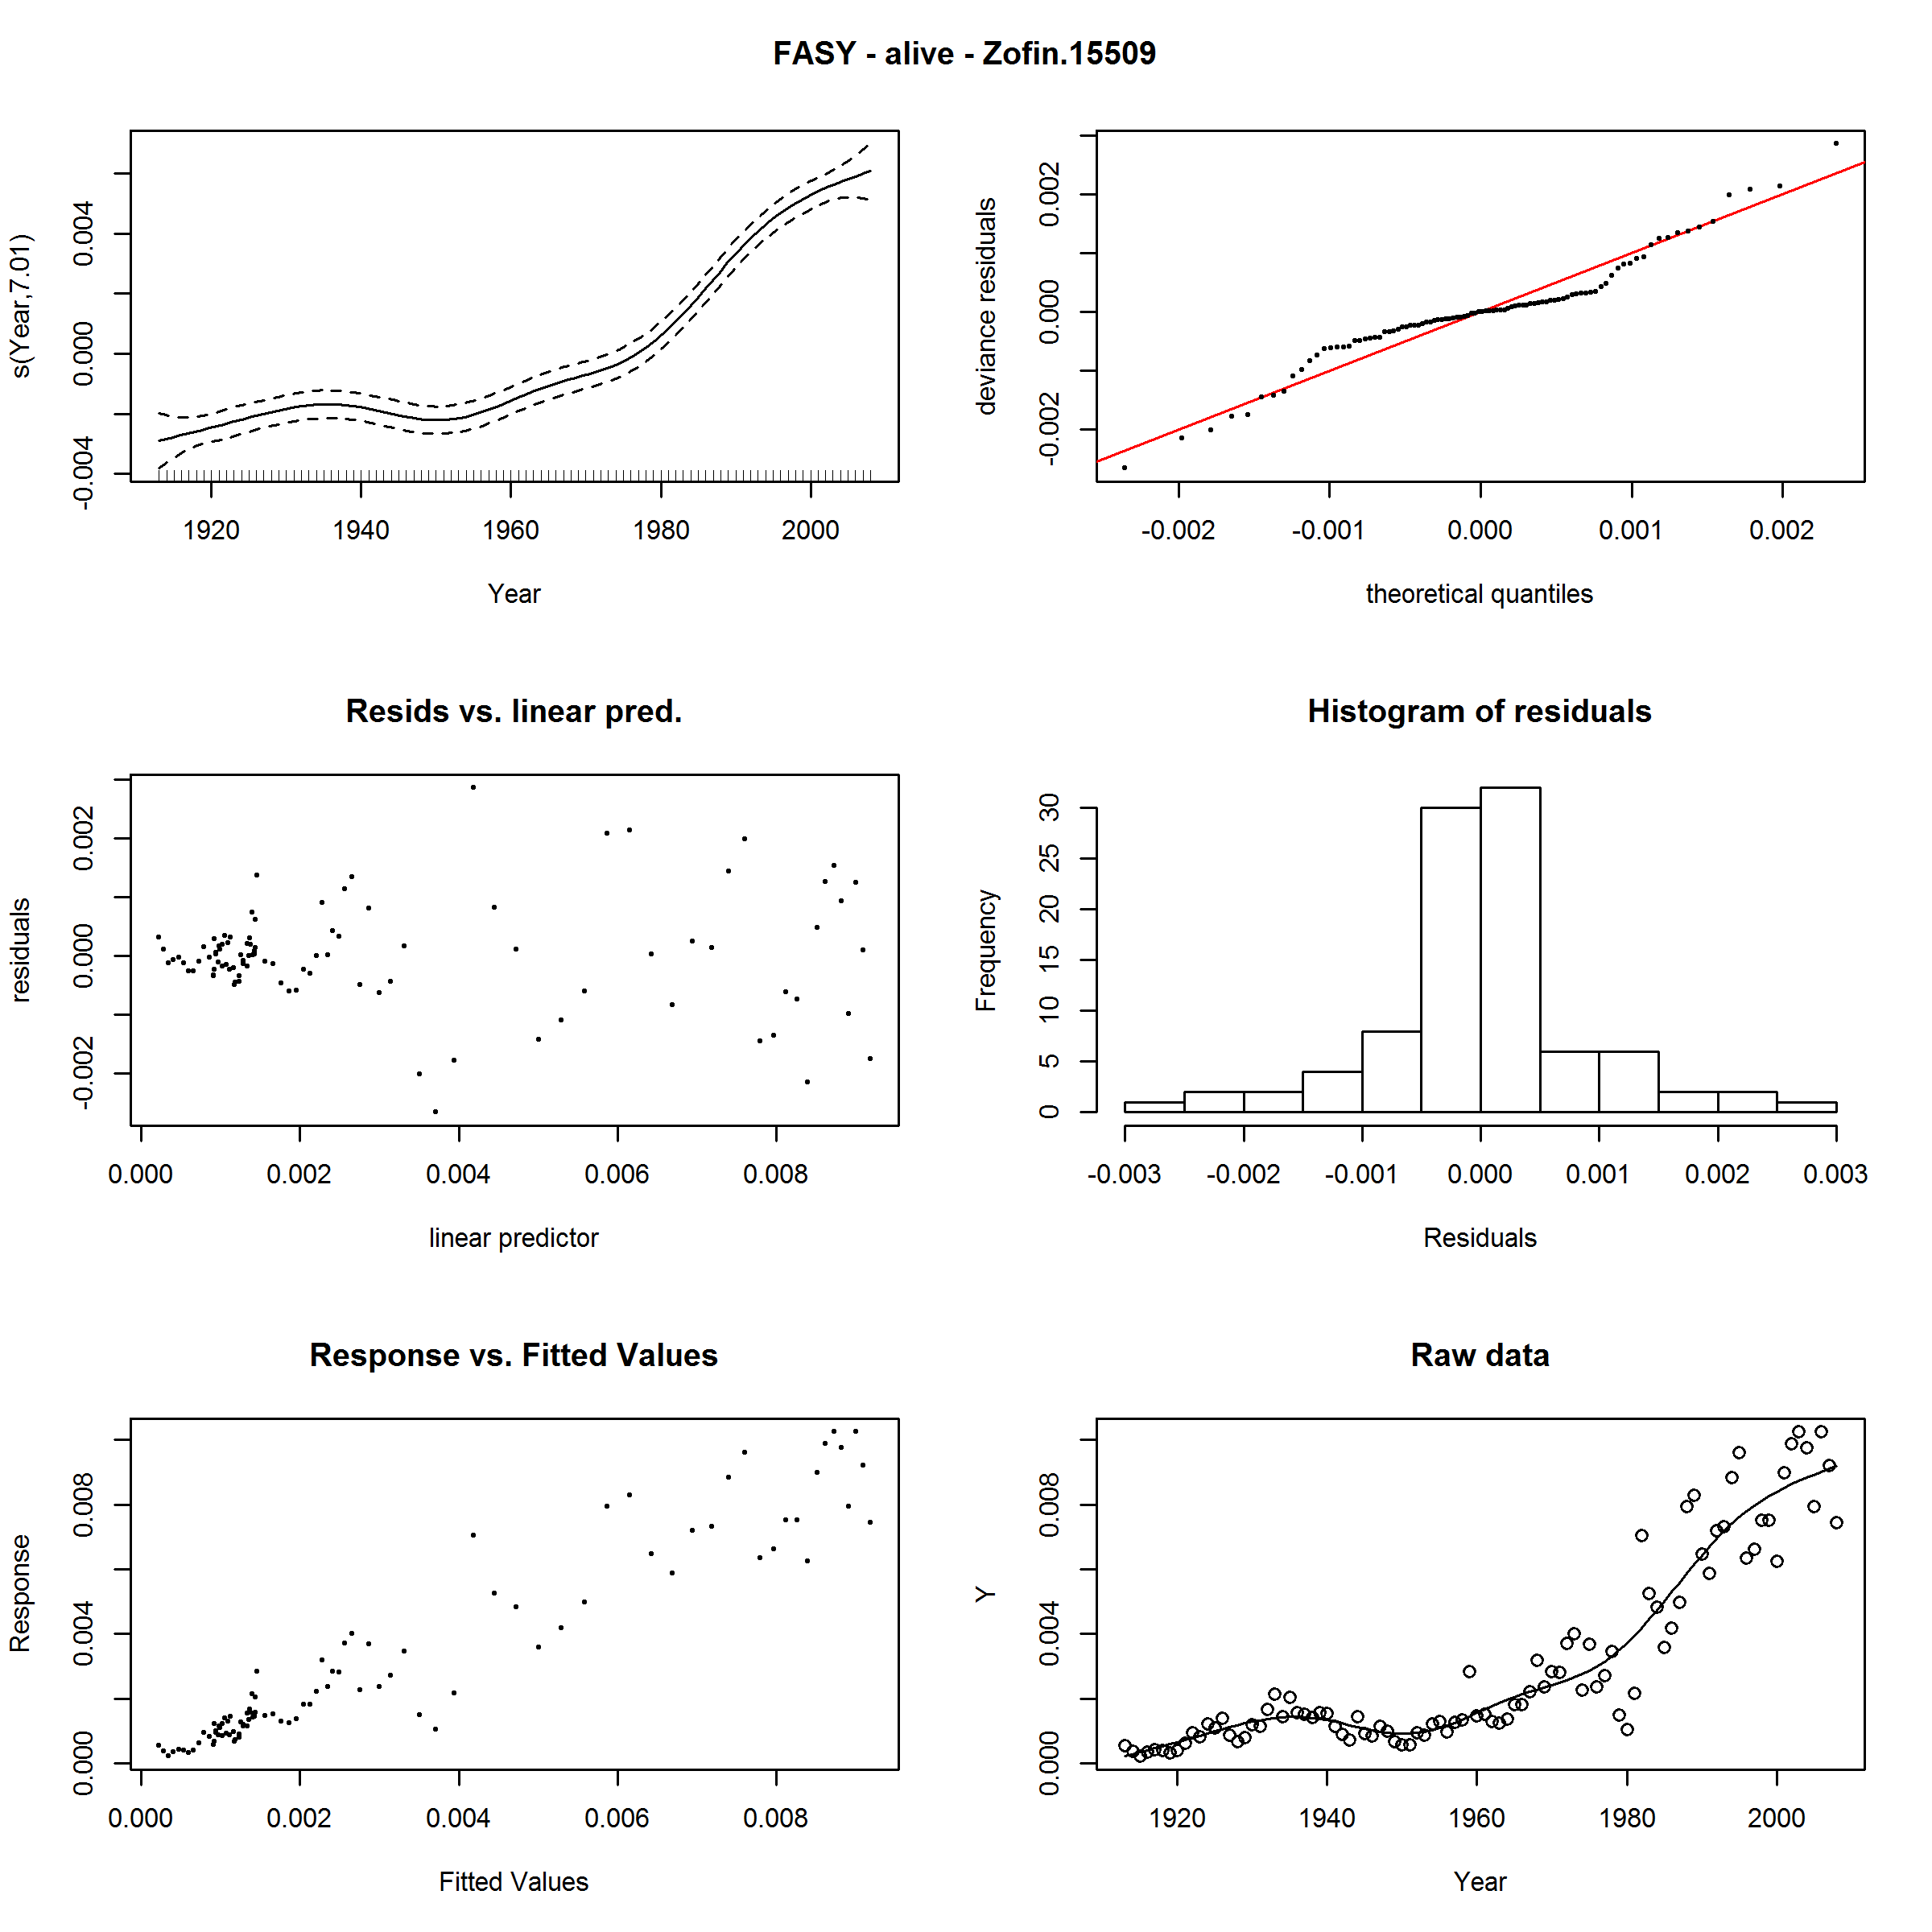 FASY - alive - Zofin.15509
s(Year,7.01)
-0.004 0.000 0.004
1920 1940 1960 1980 2000
Year
deviance residuals
-0.002 0.000 0.002
-0.002 -0.001 0.000 0.001 0.002
theoretical quantiles
Resids vs. linear pred.
residuals
-0.002 0.000 0.002
0.000 0.002 0.004 0.006 0.008
linear predictor
Histogram of residuals
Frequency
0 5 10 15 20 25 30
-0.003 -0.002 -0.001 0.000 0.001 0.002 0.003
Residuals
Response vs. Fitted Values
Response
0.000 0.004 0.008
0.000 0.002 0.004 0.006 0.008
Fitted Values
Raw data
Y
0.000 0.004 0.008
1920 1940 1960 1980 2000
Year